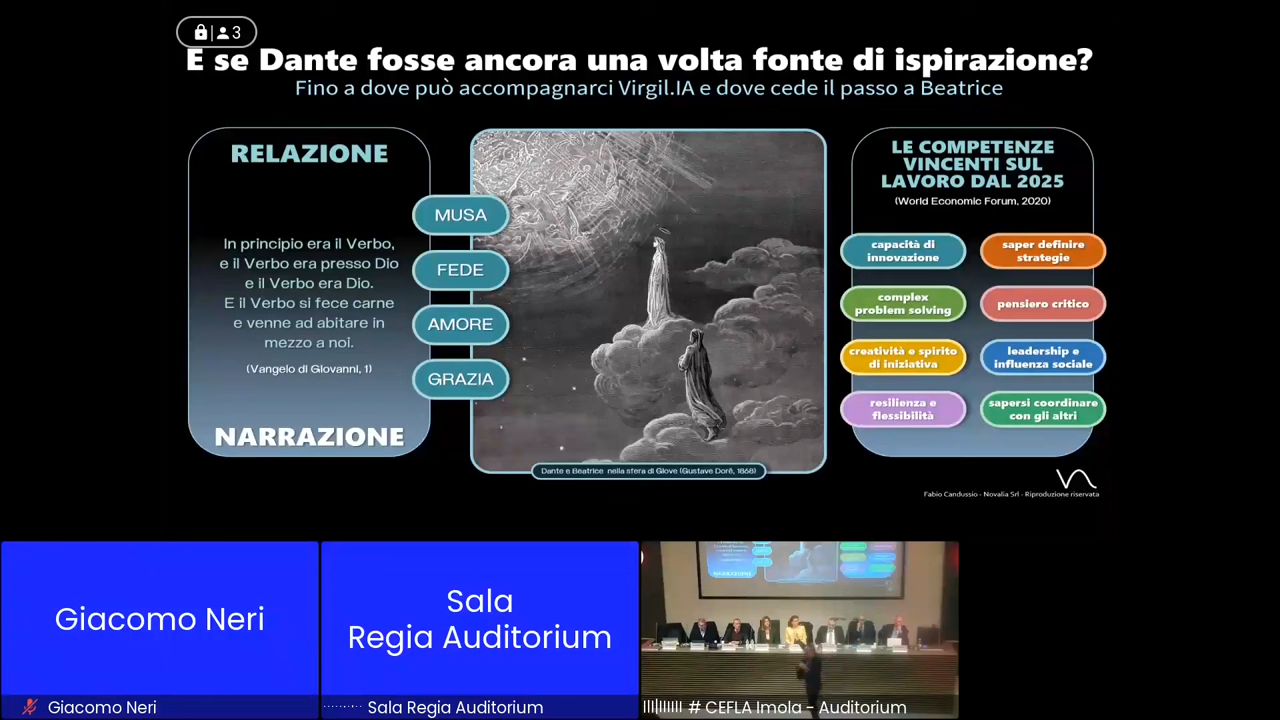 3
E se Dante fosse ancora una volta fonte di ispirazione?
Fino a dove può accompagnarci Virgil.IA e dove cede il passo a Beatrice
RELAZIONE
In principio era il Verbo,
e il Verbo era presso Dio
e il Verbo era Dio.
E il Verbo si fece carne
e venne ad abitare in
mezzo a noi.
(Vangelo di Giovanni, 1)
NARRAZIONE
MUSA
FEDE
AMORE
GRAZIA
Dante e Beatrice nella sfera di Giove (Gustave Doré, 1868)
LE COMPETENZE
VINCENTI SUL
LAVORO DAL 2025
(World Economic Forum, 2020)
capacità di
innovazione
saper definire
strategie
complex
problem solving
pensiero critico
creatività e spirito
di iniziativa
leadership e
influenza sociale
resilienza e
flessibilità
sapersi coordinare
con gli altri
Fabio Candussio - Novalia Srl - Riproduzione riservata
Giacomo Neri
Sala
Regia Auditorium
NARRAZIONE
Giacomo Neri
Sala Regia Auditorium
# CEFLA Imola - Auditorium